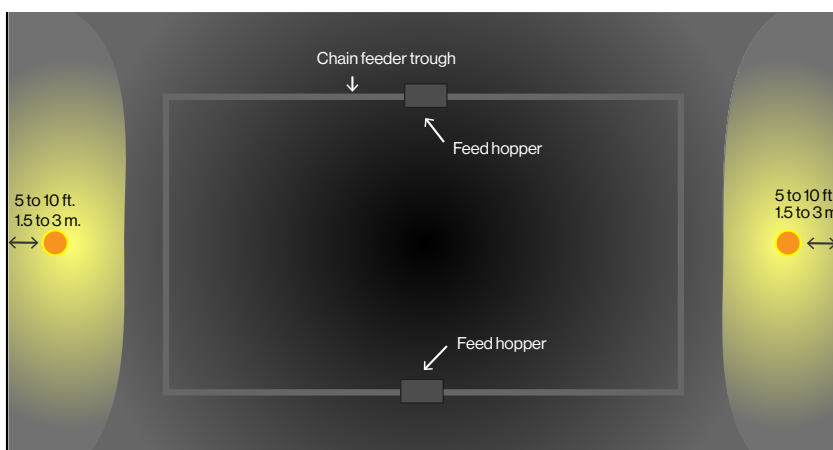 Chain feeder trough
Feed hopper
5 to 10 ft.
1.5 to 3 m.
5 to 10 ft
1.5 to 3 m
Feed hopper